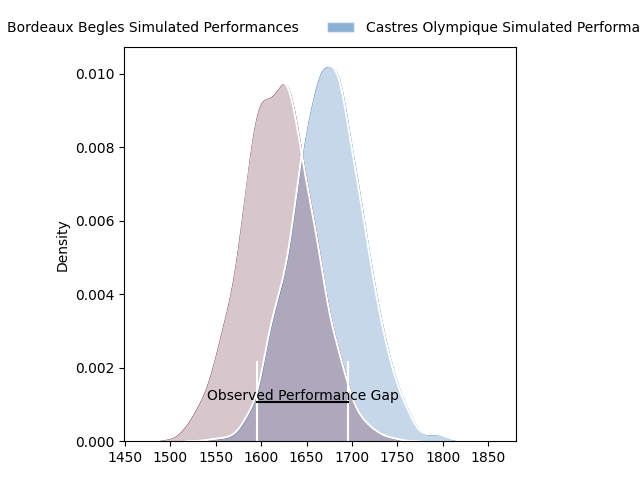 Bordeaux Begles Simulated Performances
Castres Olympique Simulated Performa
0.010
0.008
0.006
0.004
0.002
0.000
Density
Observed Performance Gap
1450 1500 1550 1600 1650 1700 1750 1800 1850